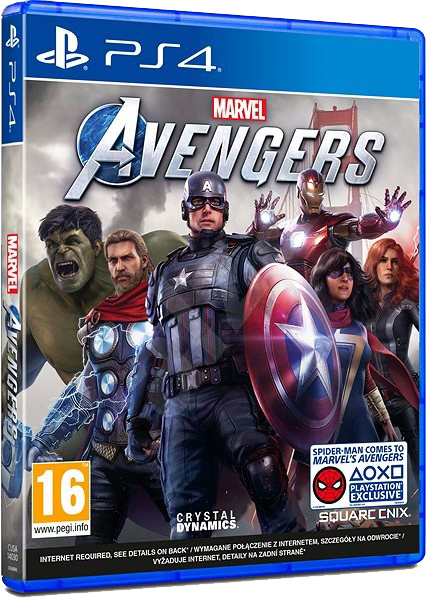 PS4
MARVEL
AVENGERS
A
PS4
MARVEL
AVENGERS
SPIDER-MAN COMES TO
MARVEL'S AVENGERS
PLAYSTATION
EXCLUSIVE
16
www.pegi.info
CRYSTAL
DYNAMICS™
SQUARE ENIX®
INTERNET REQUIRED, SEE DETAILS ON BACK* / WYMAGANE POŁĄCZENIE Z INTERNETEM, SZCZEGÓŁY NA ODWROCIE* /
VYŽADUJE INTERNET, DETAILY NA ZADNÍ STRANĚ*
CUSA